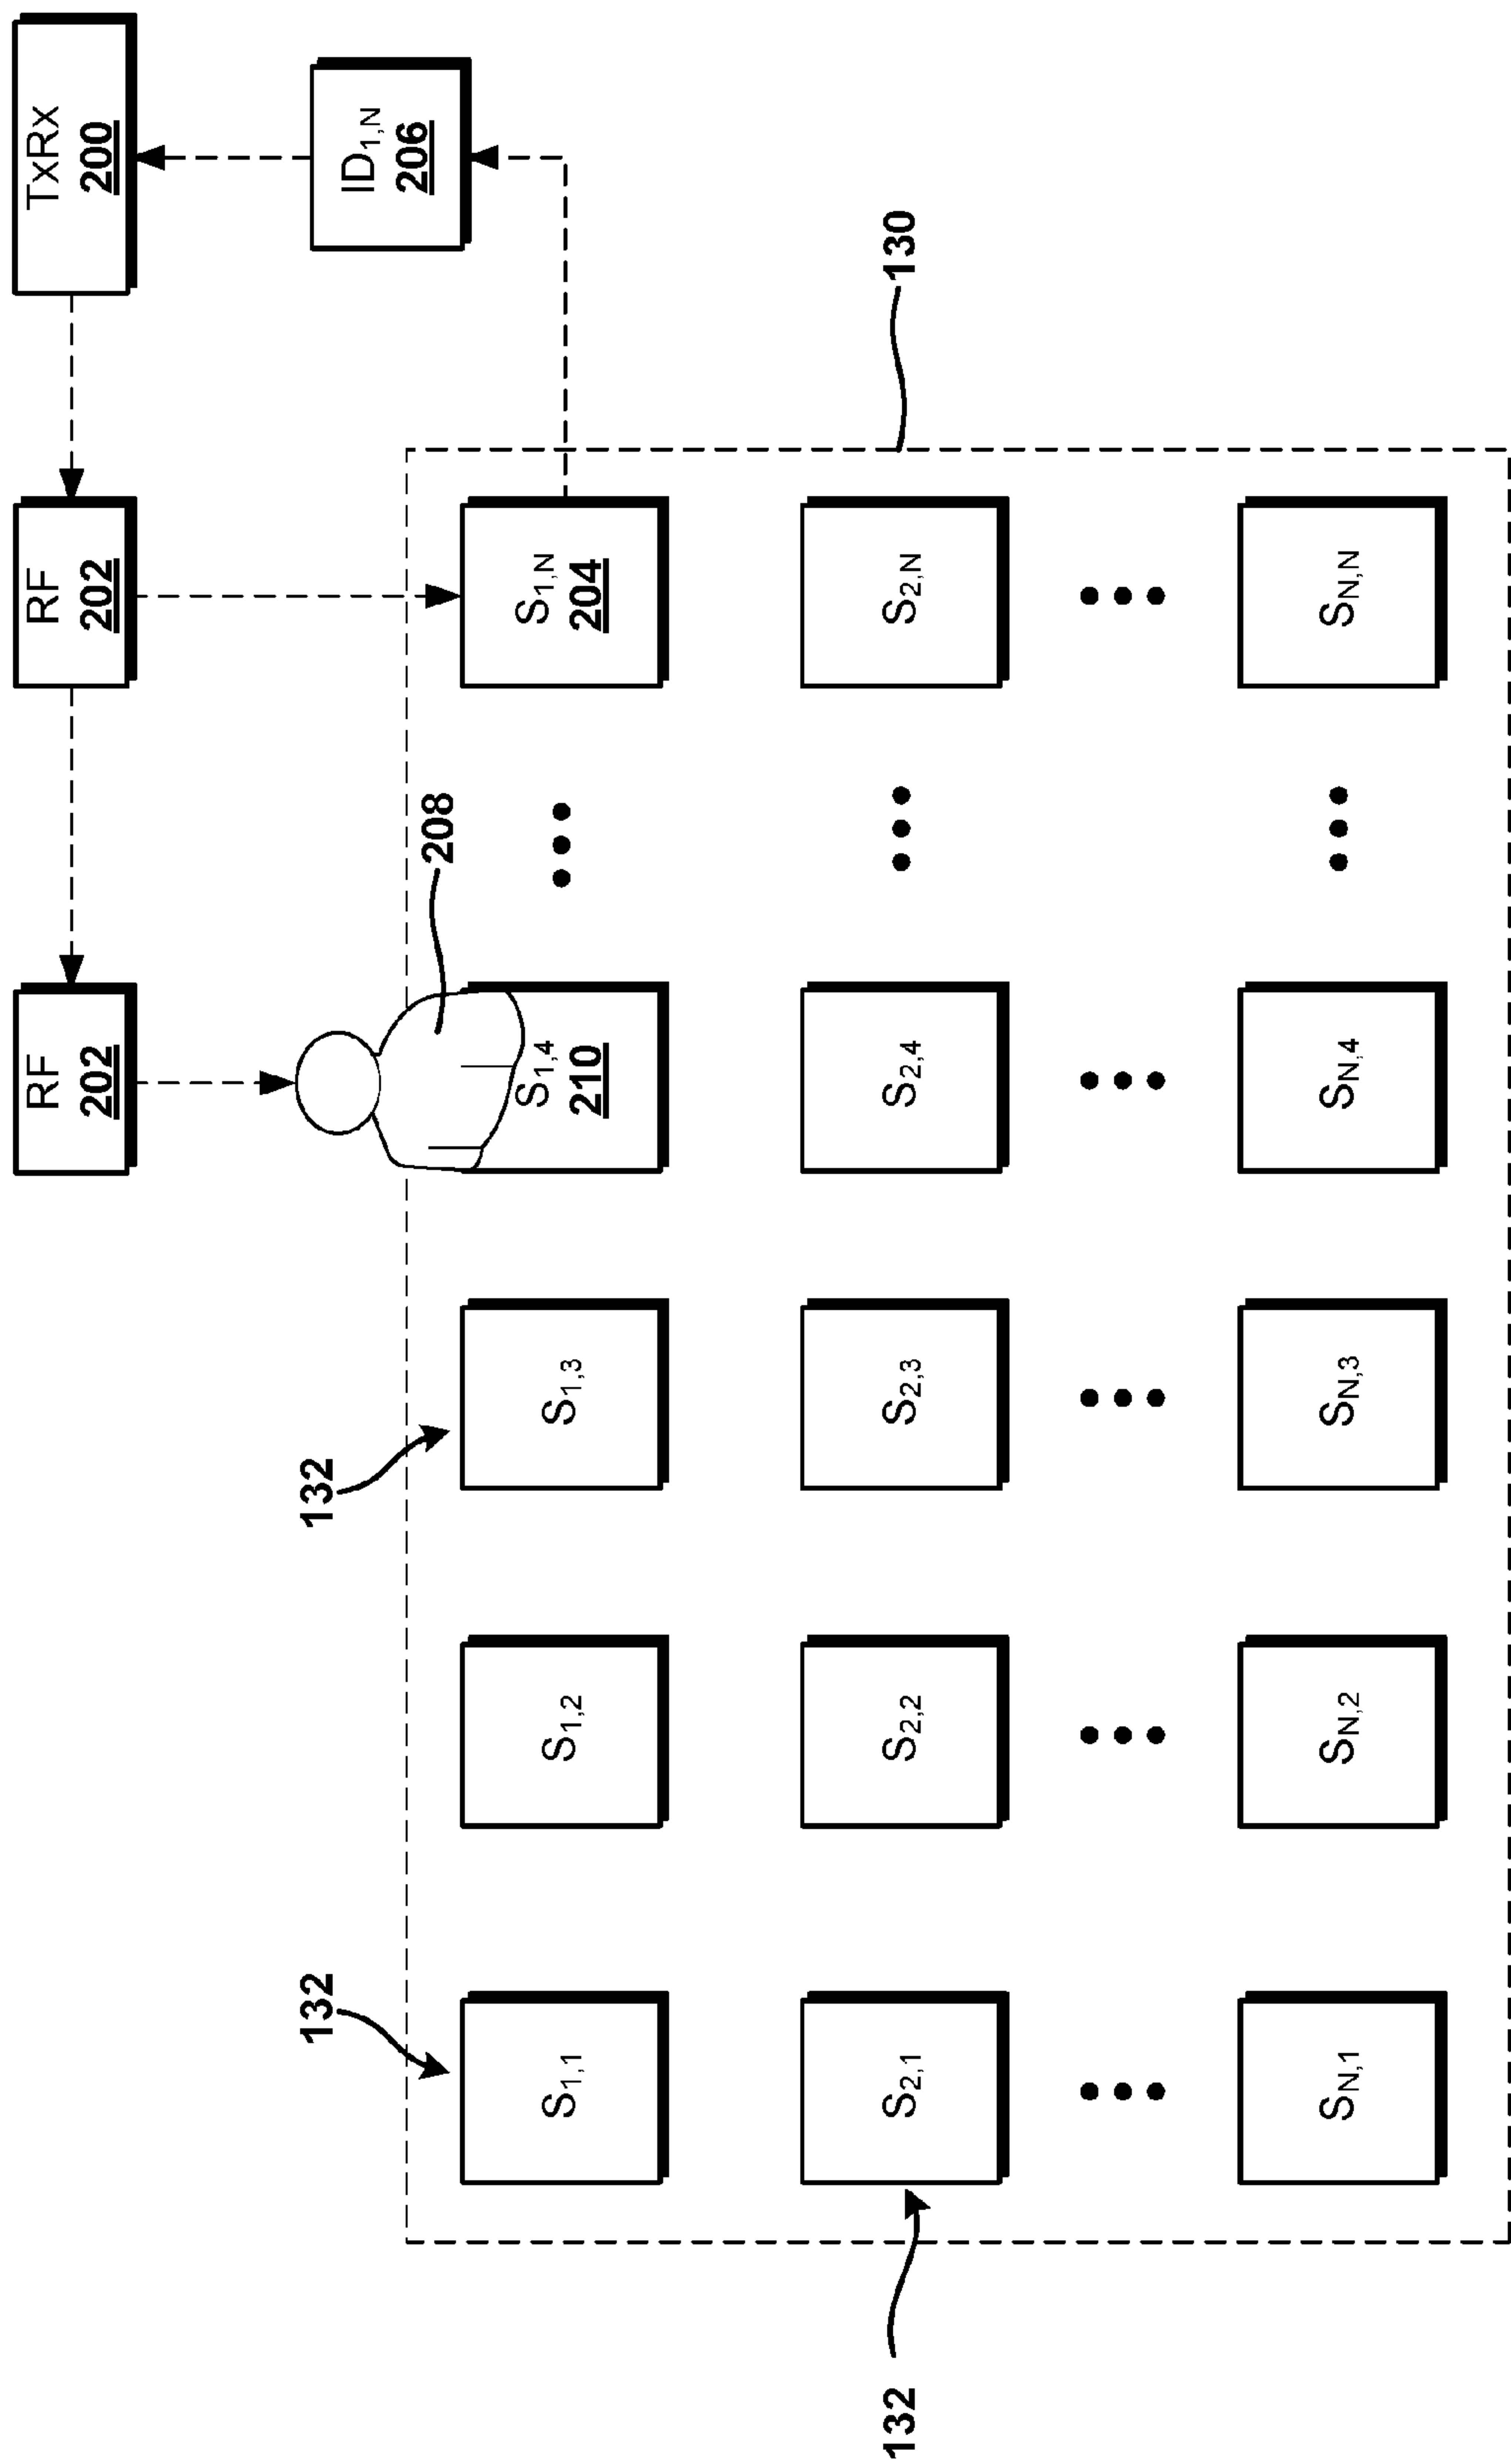 RF
202
RF
202
TxRx
200
132
132
ID1,N
206
208
S1,1
S1,2
S1,3
S1,4
210
S1,N
204
132
S2,1
S2,2
S2,3
S2,4
S2,N
130
SN,1
SN,2
SN,3
SN,4
SN,N